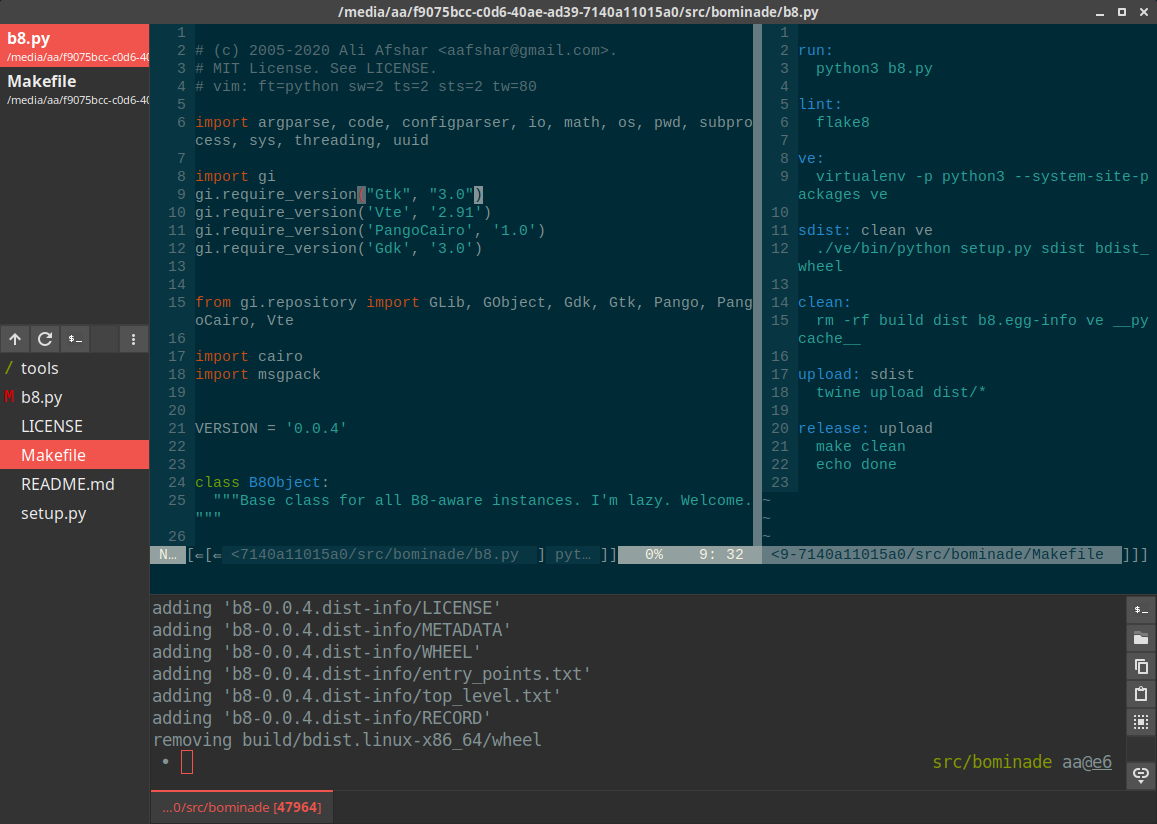 /media/aa/f9075bcc-c0d6-40ae-ad39-7140a11015a0/src/bominade/b8.py
b8.py
/media/aa/f9075bcc-c0d6-40
Makefile
/media/aa/f9075bcc-c0d6-40
$_
/ tools
M b8.py
LICENSE
Makefile
README.md
setup.py
1
2 # (c) 2005-2020 Ali Afshar <aafshar@gmail.com>.
3 # MIT License. See LICENSE.
4 # vim: ft=python sw=2 ts=2 sts=2 tw=80
5
6 import argparse, code, configparser, io, math, os, pwd, subpro
cess, sys, threading, uuid
7
8 import gi
9 gi.require_version("Gtk", "3.0")
10 gi.require_version('Vte', '2.91')
11 gi.require_version('PangoCairo', '1.0')
12 gi.require_version('Gdk', '3.0')
13
14
15 from gi.repository import GLib, GObject, Gdk, Gtk, Pango, Pang
oCairo, Vte
16
17 import cairo
18 import msgpack
19
20
21 VERSION = '0.0.4'
22
23
24 class B8Object:
25   """Base class for all B8-aware instances. I'm lazy. Welcome.
"""
26
N… [⇐[⇐ <7140a11015a0/src/bominade/b8.py ] pyt… ]] 0% 9: 32
1
2 run:
3   python3 b8.py
4
5 lint:
6   flake8
7
8 ve:
9   virtualenv -p python3 --system-site-p
ackages ve
10
11 sdist: clean ve
12   ./ve/bin/python setup.py sdist bdist_
wheel
13
14 clean:
15   rm -rf build dist b8.egg-info ve __py
cache__
16
17 upload: sdist
18   twine upload dist/*
19
20 release: upload
21   make clean
22   echo done
23
~
~
~
<9-7140a11015a0/src/bominade/Makefile ]]]
adding 'b8-0.0.4.dist-info/LICENSE'
adding 'b8-0.0.4.dist-info/METADATA'
adding 'b8-0.0.4.dist-info/WHEEL'
adding 'b8-0.0.4.dist-info/entry_points.txt'
adding 'b8-0.0.4.dist-info/top_level.txt'
adding 'b8-0.0.4.dist-info/RECORD'
removing build/bdist.linux-x86_64/wheel
• src/bominade aa@e6
$_
…0/src/bominade [47964]